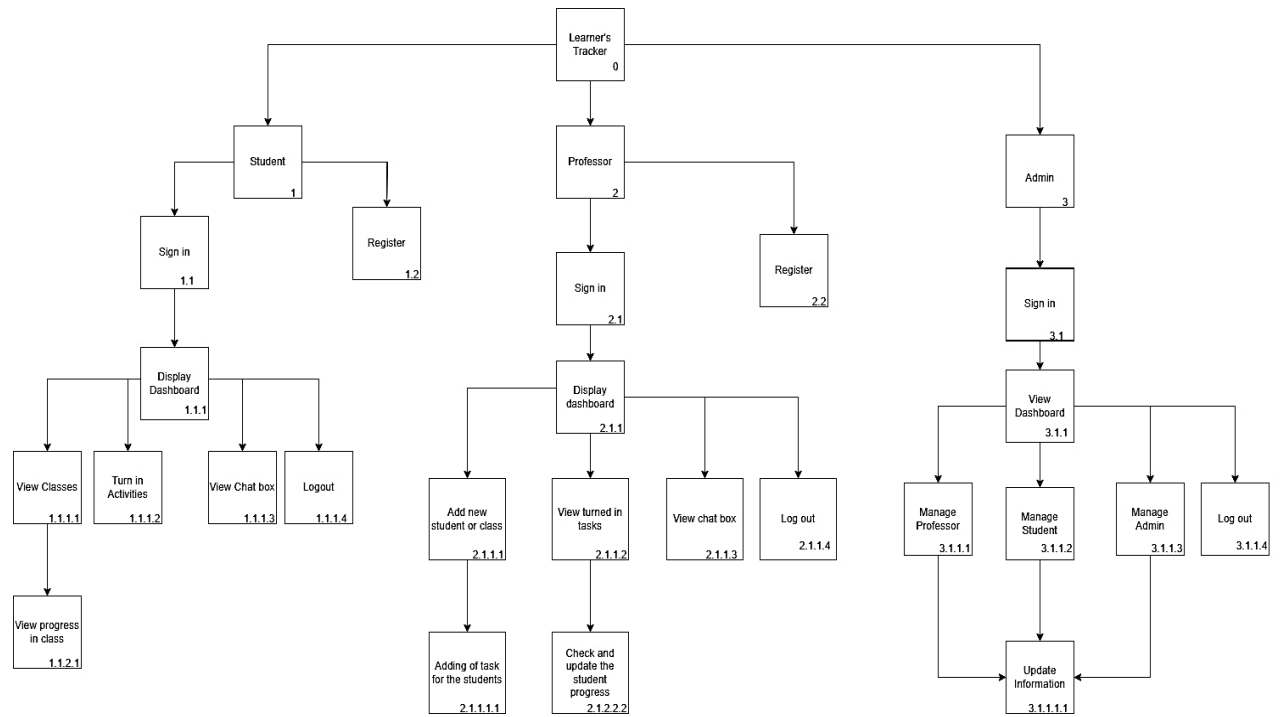 Learner's
Tracker
0
Student
1
Professor
2
Admin
3
Sign in
1.1
Register
1.2
Sign in
2.1
Register
2.2
Sign in
3.1
Display
Dashboard
1.1.1
Display
dashboard
2.1.1
View
Dashboard
3.1.1
View Classes
1.1.1.1
Turn in
Activities
1.1.1.2
View Chat box
1.1.1.3
Logout
1.1.1.4
Add new
student or class
2.1.1.1
View turned in
tasks
2.1.1.2
View chat box
2.1.1.3
Log out
2.1.1.4
Manage
Professor
3.1.1.1
Manage
Student
3.1.1.2
Manage
Admin
3.1.1.3
Log out
3.1.1.4
View progress
in class
1.1.2.1
Adding of task
for the students
2.1.1.1.1
Check and
update the
student
progress
2.1.2.2.2
Update
Information
3.1.1.1.1